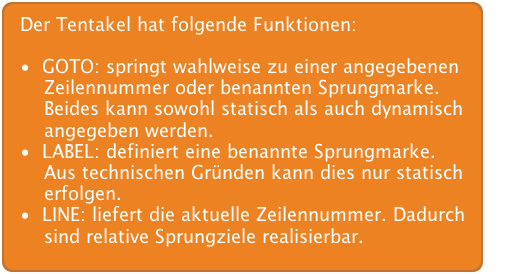 Der Tentakel hat folgende Funktionen:
• GOTO: springt wahlweise zu einer angegebenen
Zeilennummer oder benannten Sprungmarke.
Beides kann sowohl statisch als auch dynamisch
angegeben werden.
• LABEL: definiert eine benannte Sprungmarke.
Aus technischen Gründen kann dies nur statisch
erfolgen.
• LINE: liefert die aktuelle Zeilennummer. Dadurch
sind relative Sprungziele realisierbar.